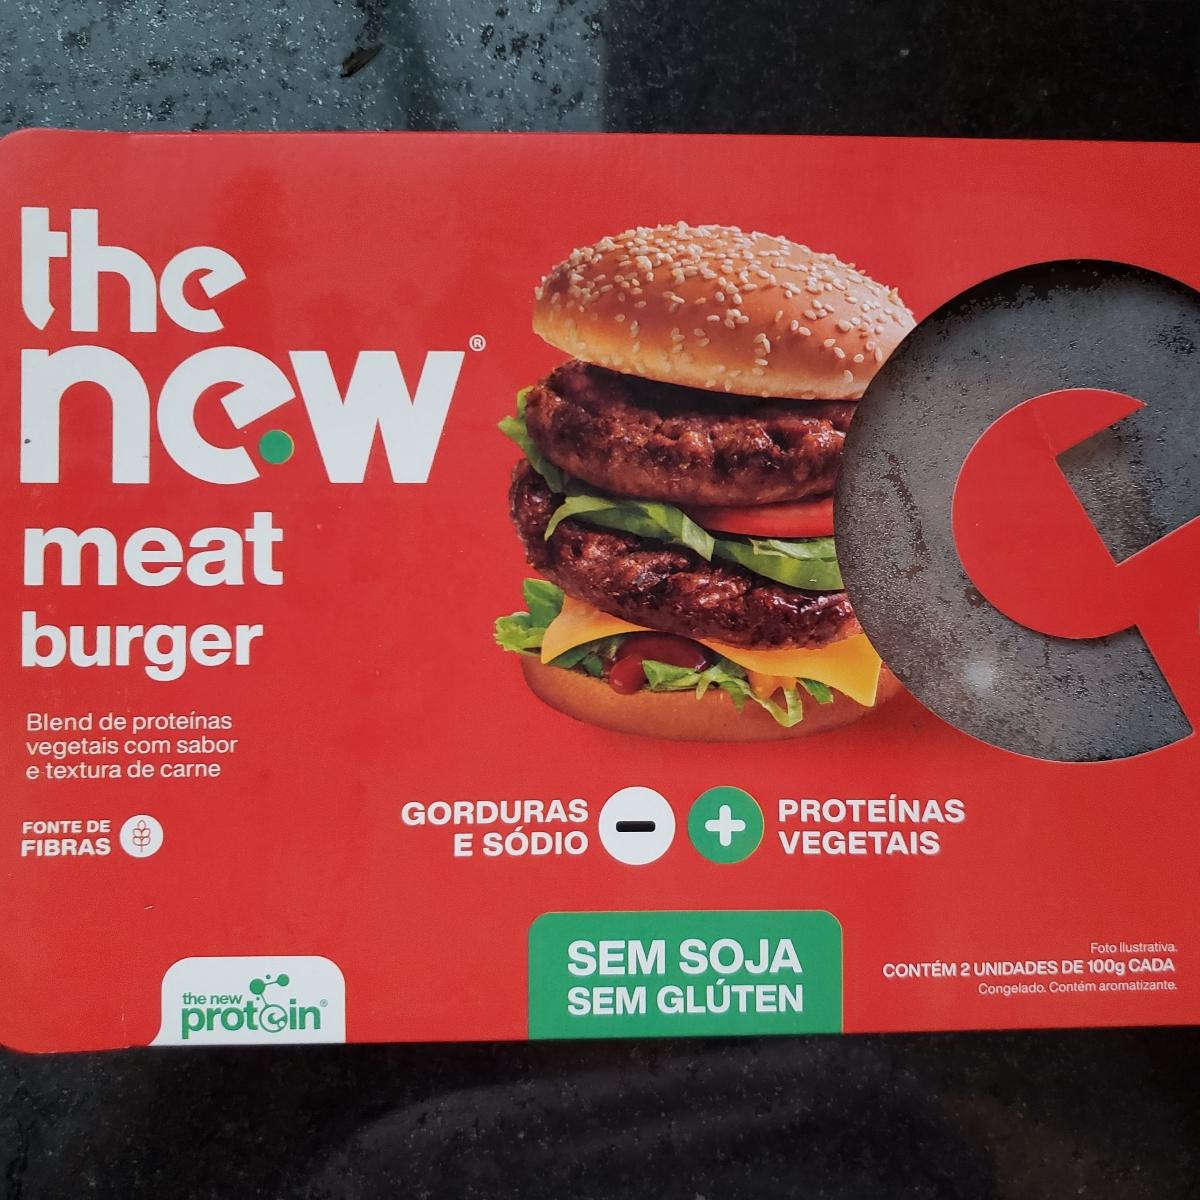 the
new®
meat
burger
Blend de proteínas
vegetais com sabor
e textura de carne
FONTE DE
FIBRAS
GORDURAS
E SÓDIO
PROTEÍNAS
VEGETAIS
SEM SOJA
SEM GLÚTEN
the new
protein®
Foto Ilustrativa.
CONTÉM 2 UNIDADES DE 100g CADA
Congelado. Contém aromatizante.